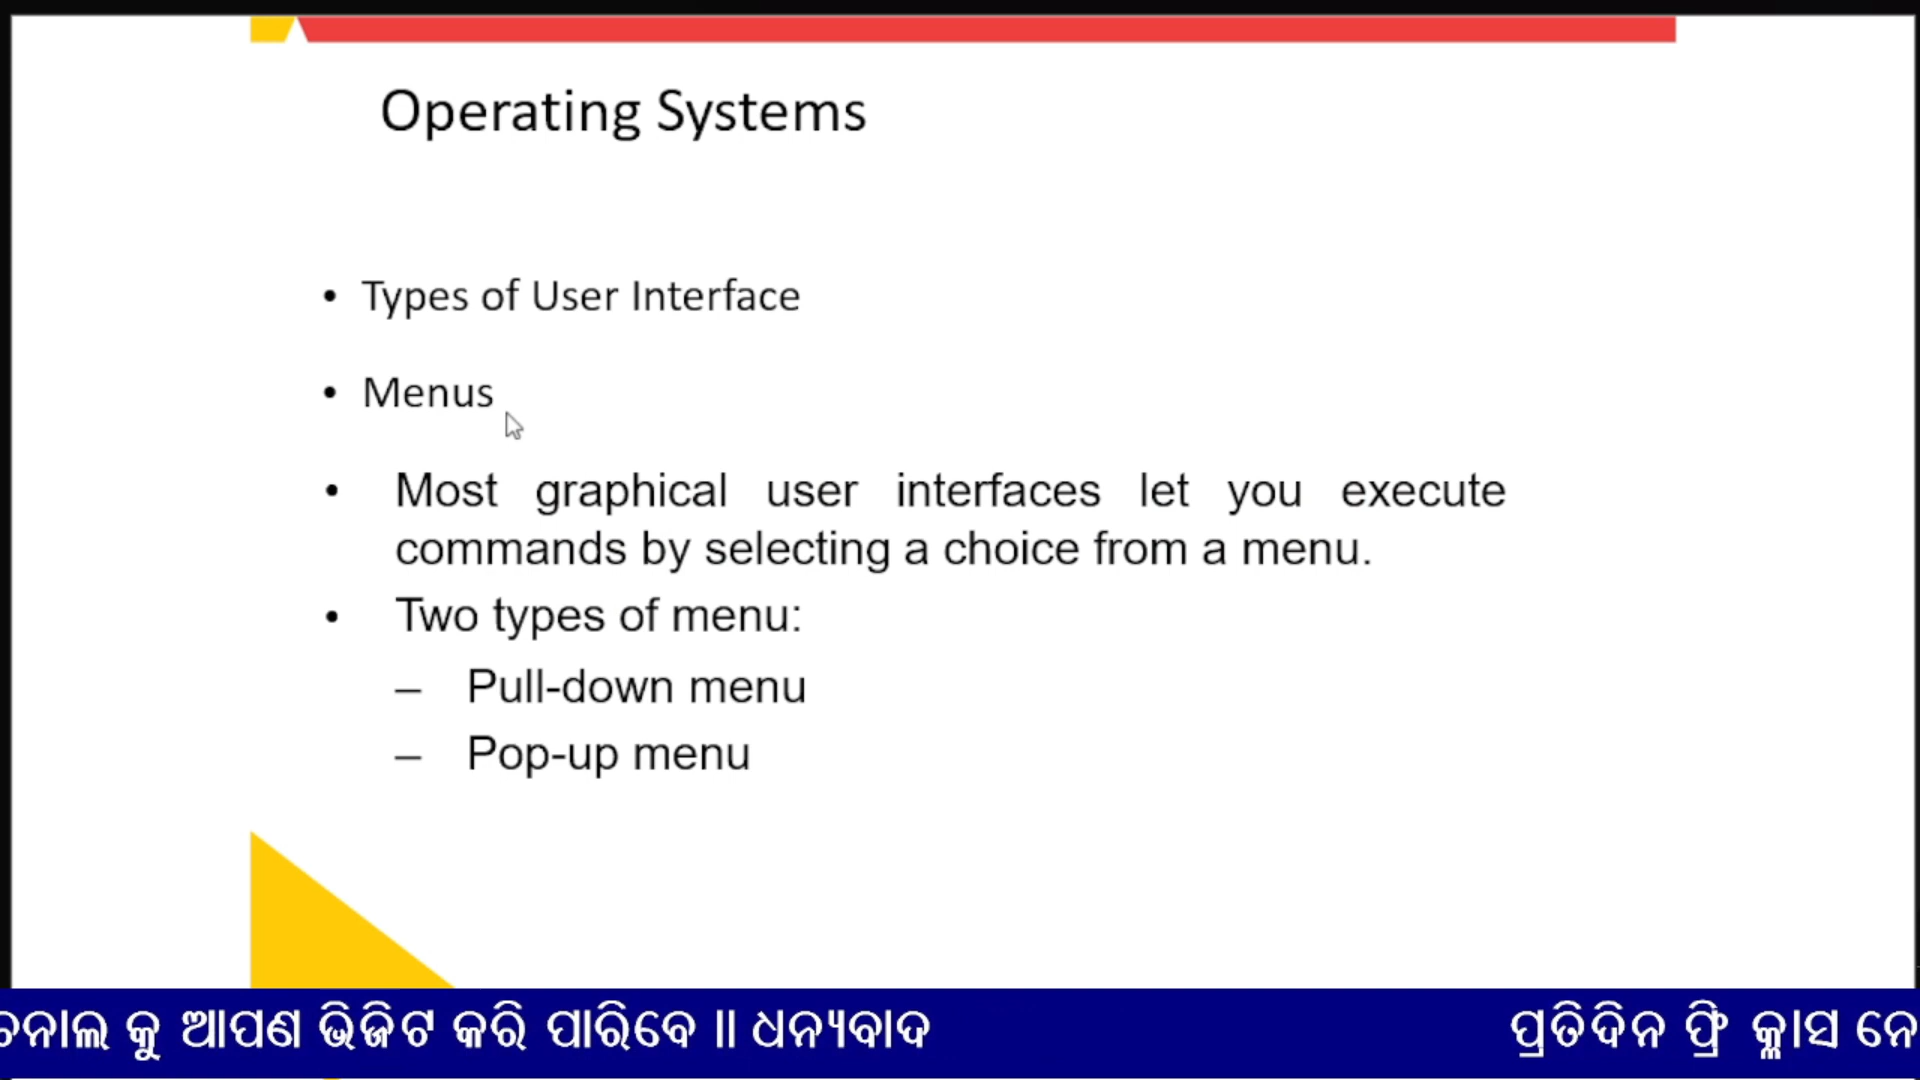 Operating Systems
• Types of User Interface
• Menus
• Most graphical user interfaces let you execute
commands by selecting a choice from a menu.
• Two types of menu:
– Pull-down menu
– Pop-up menu
କୁ ଆପଣ ଭିଜିଟ କରି ପାରିବେ ॥ ଧନ୍ୟବାଦ ପ୍ରତିଦିନ ଫ୍ରି କ୍ଲାସ